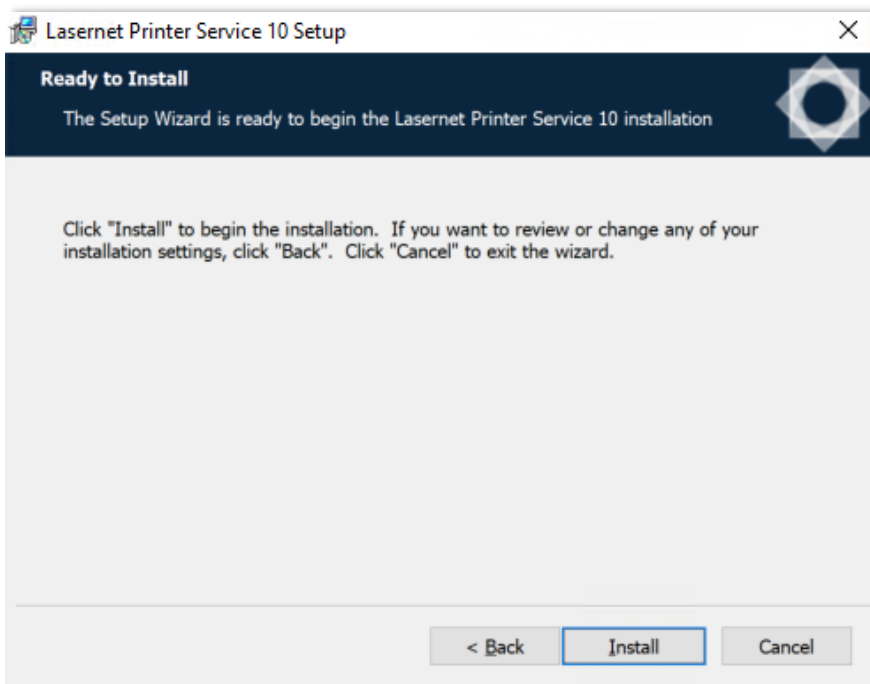 Lasernet Printer Service 10 Setup
Ready to Install
The Setup Wizard is ready to begin the Lasernet Printer Service 10 installation
Click "Install" to begin the installation.  If you want to review or change any of your
installation settings, click "Back".  Click "Cancel" to exit the wizard.
< Back Install Cancel